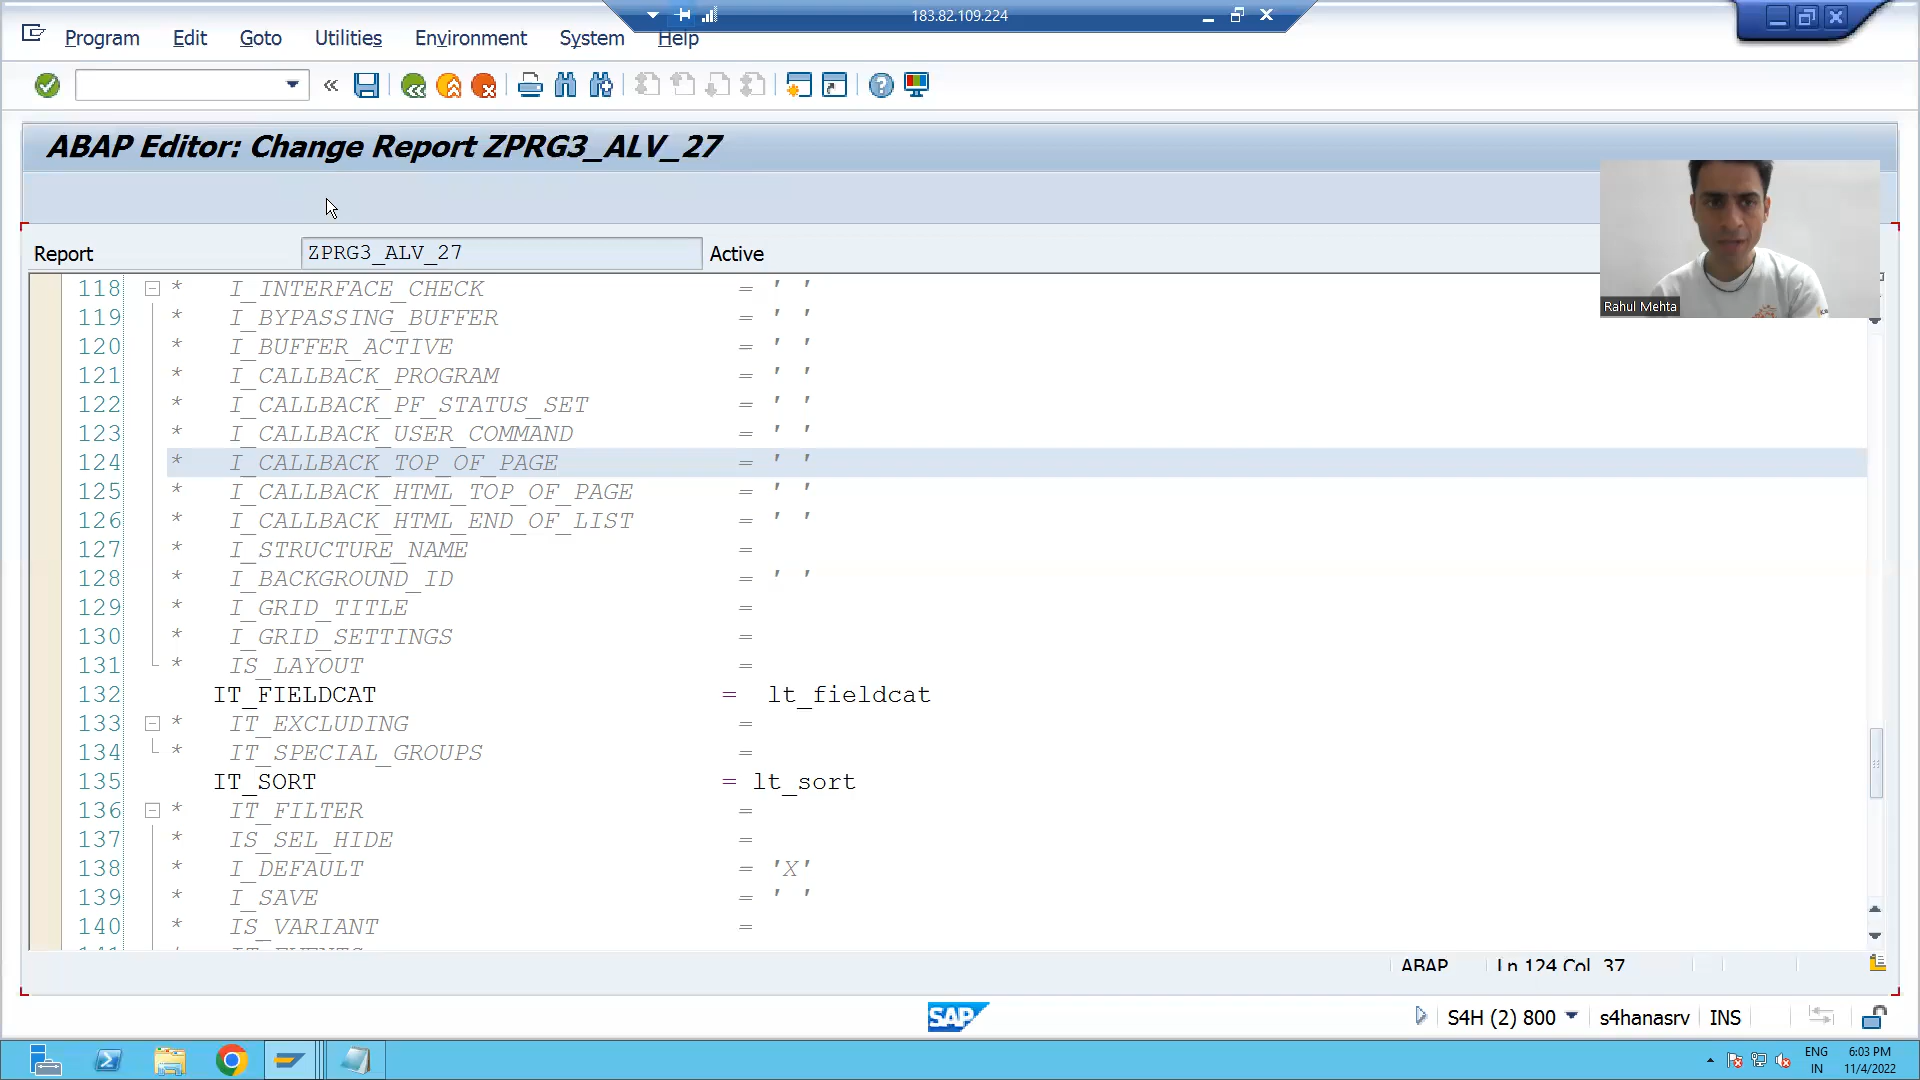 183.82.109.224
Program Edit Goto Utilities Environment System Help
ABAP Editor: Change Report ZPRG3_ALV_27
Report ZPRG3_ALV_27 Active
Rahul Mehta
118 * I_INTERFACE_CHECK = ' '
119 * I_BYPASSING_BUFFER = ' '
120 * I_BUFFER_ACTIVE = ' '
121 * I_CALLBACK_PROGRAM = ' '
122 * I_CALLBACK_PF_STATUS_SET = ' '
123 * I_CALLBACK_USER_COMMAND = ' '
124 * I_CALLBACK_TOP_OF_PAGE = ' '
125 * I_CALLBACK_HTML_TOP_OF_PAGE = ' '
126 * I_CALLBACK_HTML_END_OF_LIST = ' '
127 * I_STRUCTURE_NAME =
128 * I_BACKGROUND_ID = ' '
129 * I_GRID_TITLE =
130 * I_GRID_SETTINGS =
131 * IS_LAYOUT =
132 IT_FIELDCAT = lt_fieldcat
133 * IT_EXCLUDING =
134 * IT_SPECIAL_GROUPS =
135 IT_SORT = lt_sort
136 * IT_FILTER =
137 * IS_SEL_HIDE =
138 * I_DEFAULT = 'X'
139 * I_SAVE = ' '
140 * IS_VARIANT =
ABAP Ln 124 Col 37
SAP S4H (2) 800 s4hanasrv INS
ENG 6:03 PM
IN 11/4/2022